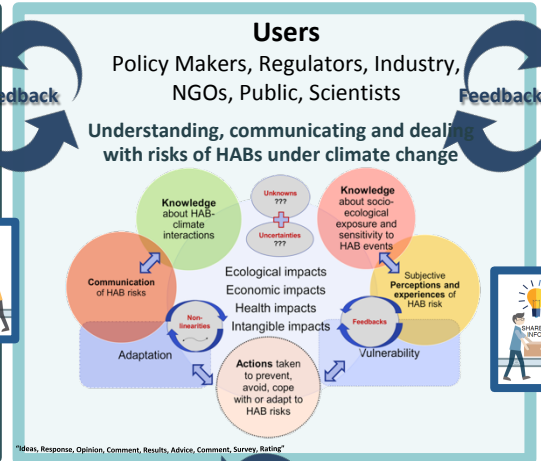 Users
Policy Makers, Regulators, Industry,
NGOs, Public, Scientists
Feedback
Understanding, communicating and dealing
with risks of HABs under climate change
Knowledge
about HAB-
climate
interactions
Unknowns
???
Uncertainties
???
Knowledge
about socio-
ecological
exposure and
sensitivity to
HAB events
Communication
of HAB risks
Ecological impacts
Economic impacts
Health impacts
Intangible impacts
Subjective
Perceptions and
experiences of
HAB risk
Non-
linearities
Feedbacks
Adaptation
Vulnerability
Actions taken
to prevent,
avoid, cope
with or adapt to
HAB risks
SHARE
INFO
"Ideas, Response, Opinion, Comment, Results, Advice, Comment, Survey, Rating"